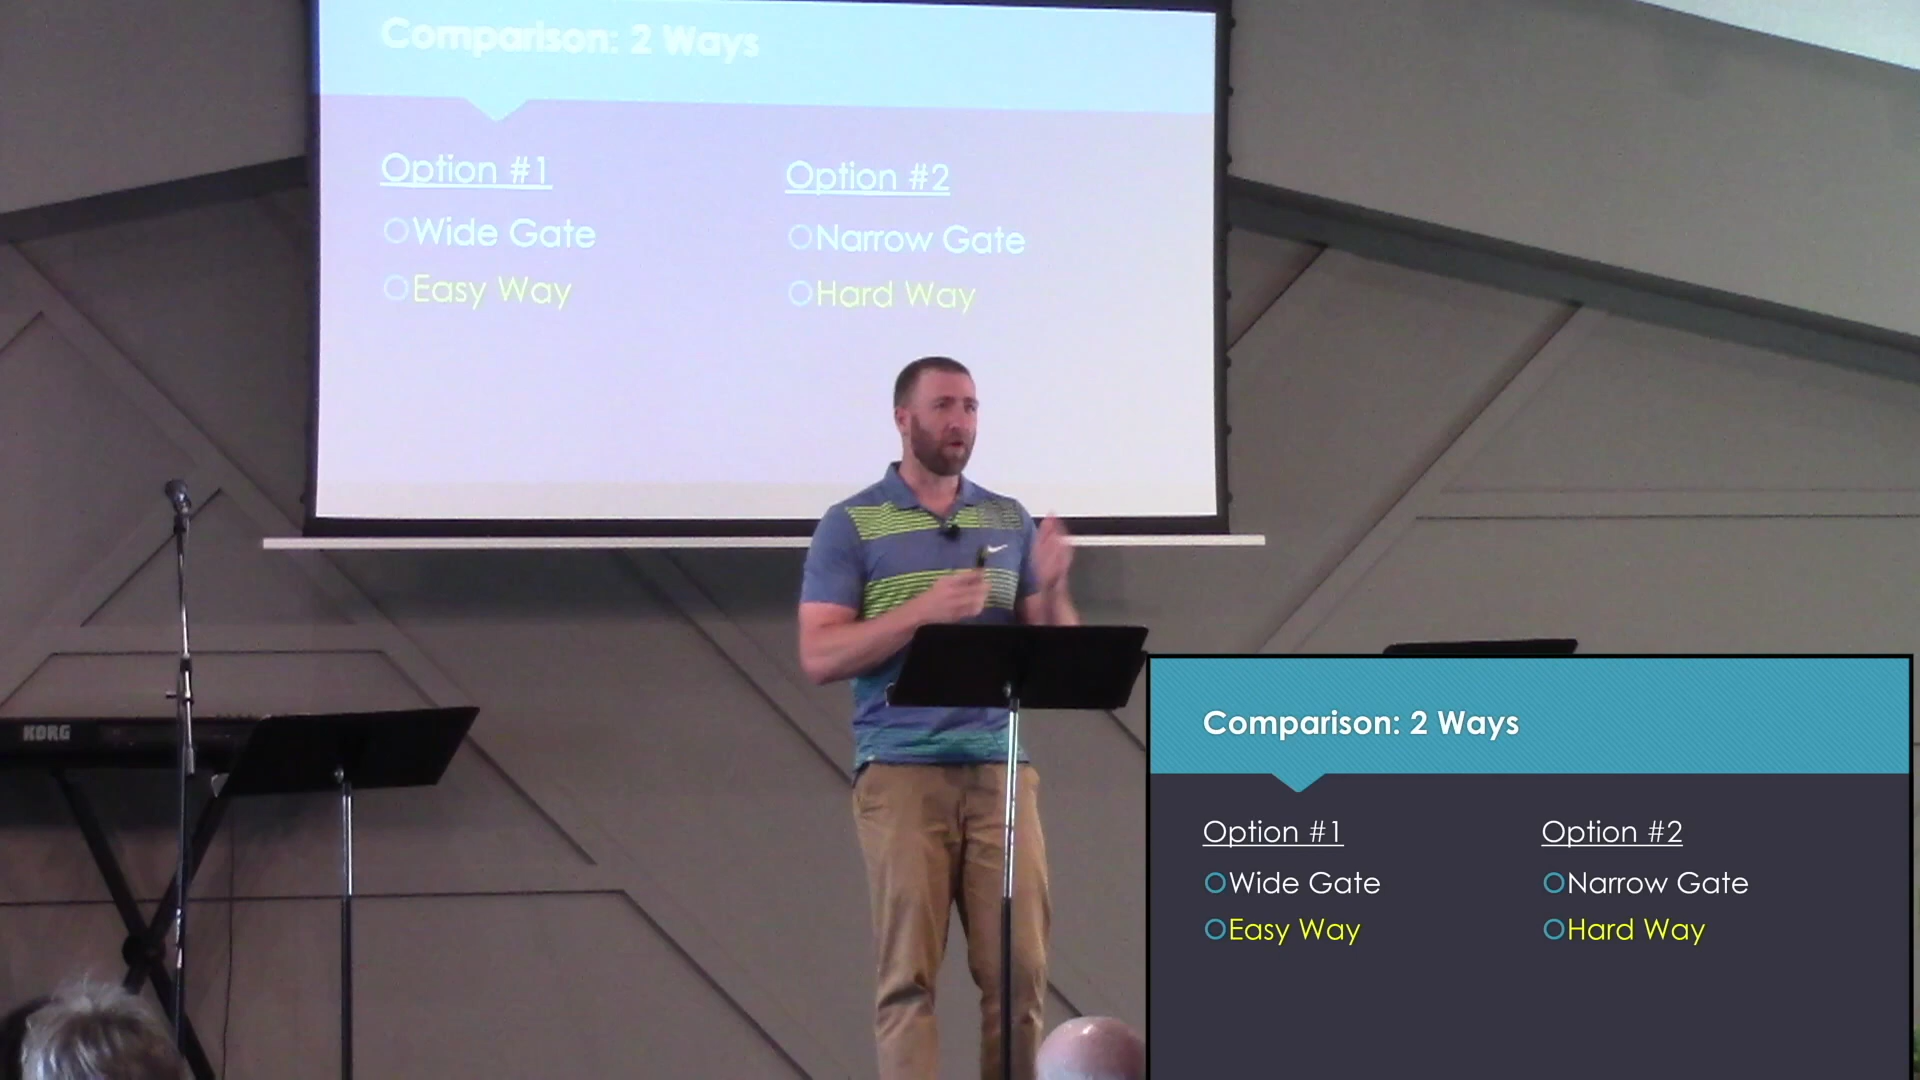 Comparison: 2 Ways
Option #1
Wide Gate
Easy Way
Option #2
Narrow Gate
Hard Way
KORG
Comparison: 2 Ways
Option #1
Wide Gate
Easy Way
Option #2
Narrow Gate
Hard Way